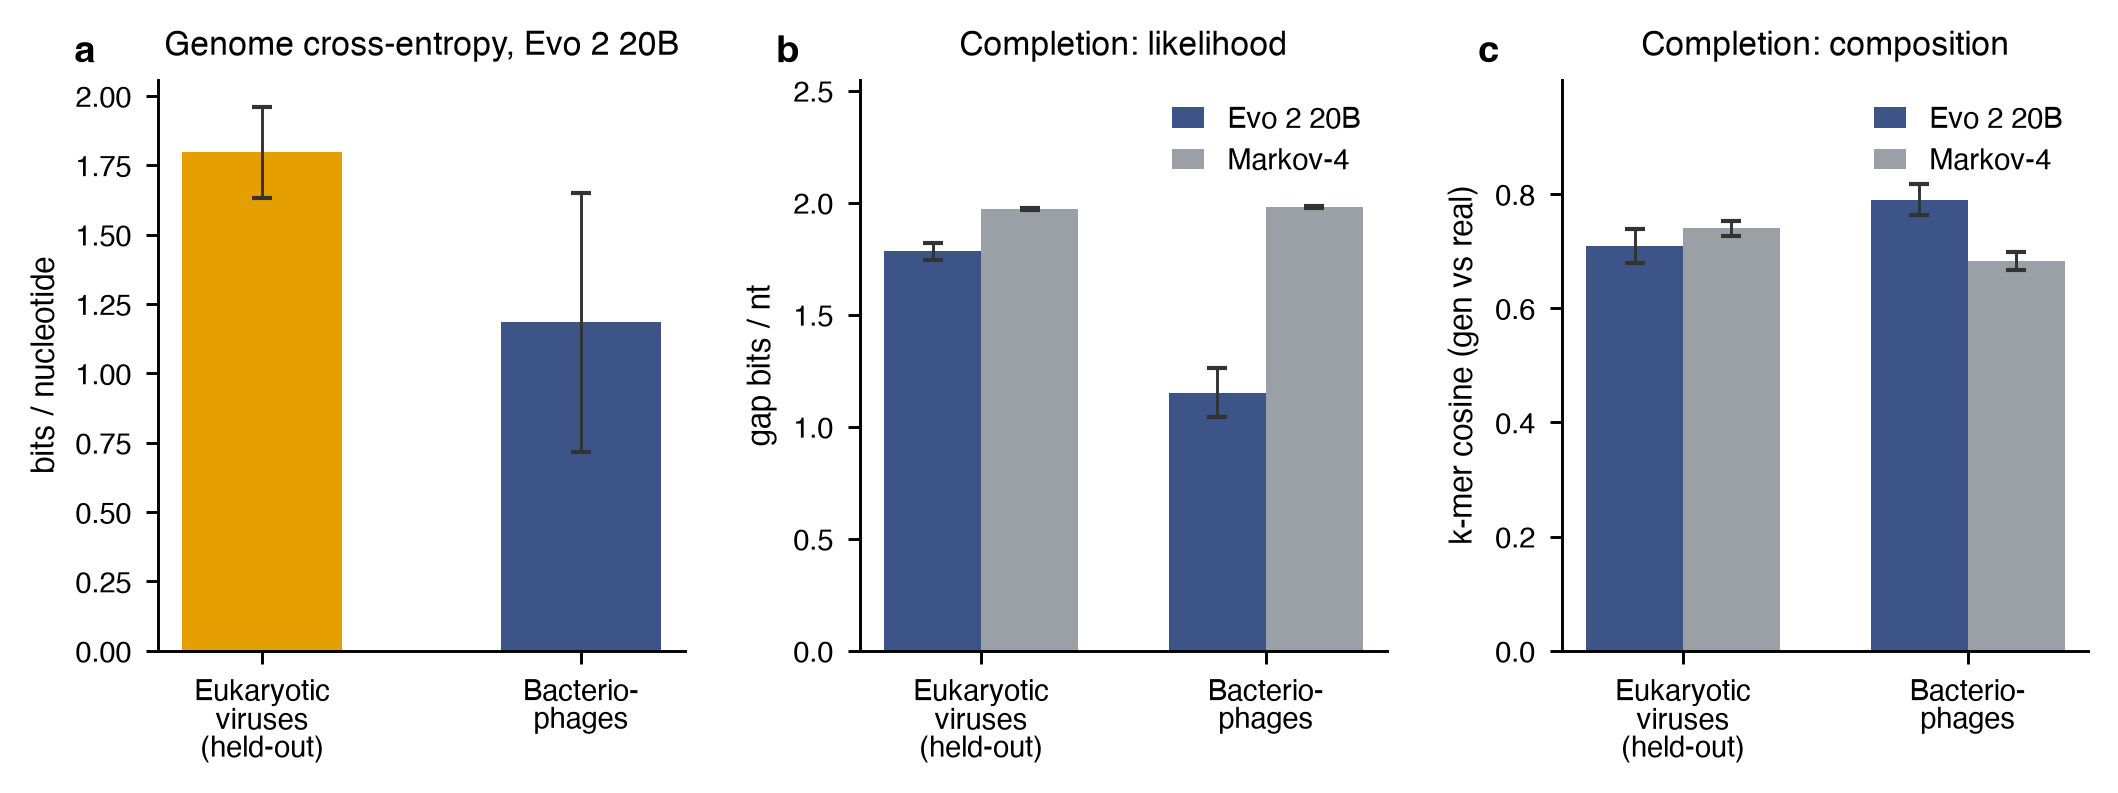 a
Genome cross-entropy, Evo 2 20B
bits / nucleotide
2.00
1.75
1.50
1.25
1.00
0.75
0.50
0.25
0.00
Eukaryotic
viruses
(held-out)
Bacterio-
phages
b
Completion: likelihood
gap bits / nt
2.5
2.0
1.5
1.0
0.5
0.0
Evo 2 20B
Markov-4
Eukaryotic
viruses
(held-out)
Bacterio-
phages
c
Completion: composition
k-mer cosine (gen vs real)
0.8
0.6
0.4
0.2
0.0
Evo 2 20B
Markov-4
Eukaryotic
viruses
(held-out)
Bacterio-
phages